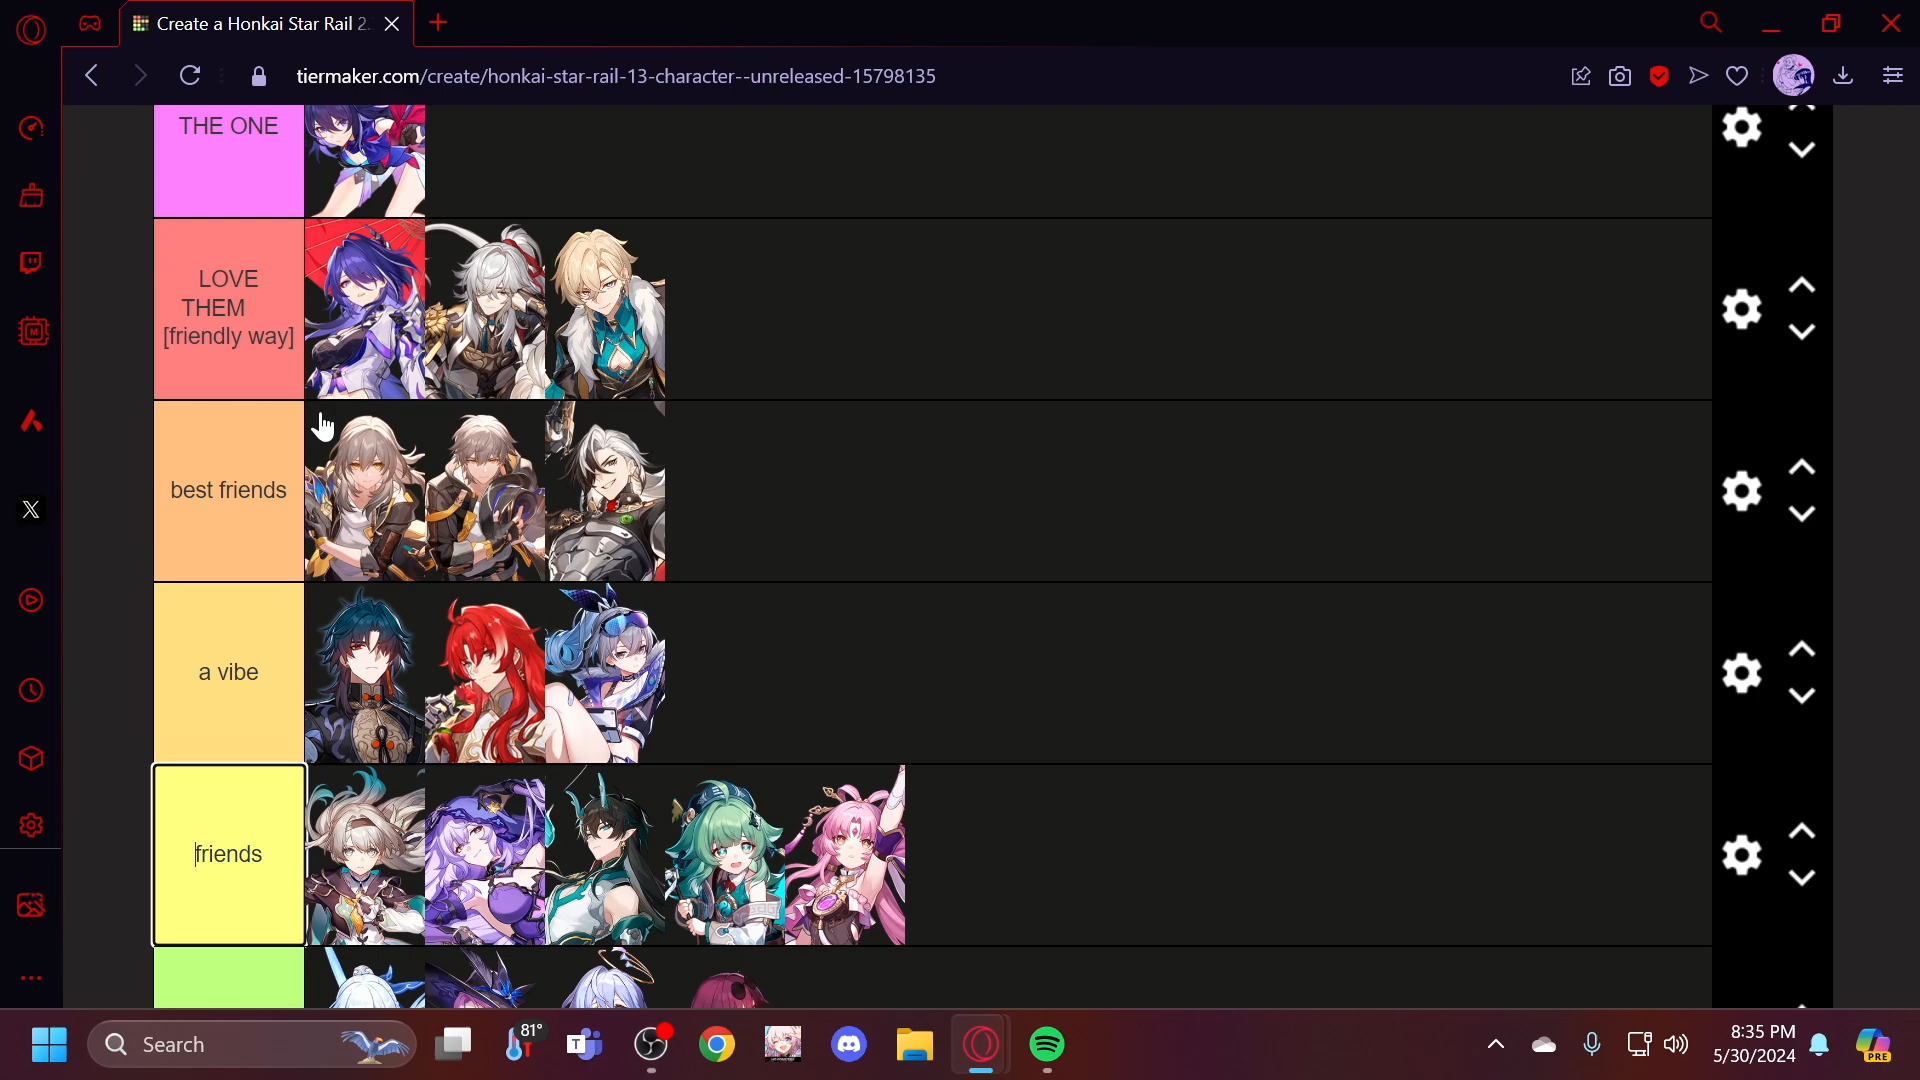 Create a Honkai Star Rail 2.
tiermaker.com/create/honkai-star-rail-13-character--unreleased-15798135
THE ONE
LOVE
THEM
[friendly way]
best friends
a vibe
friends
Search
81°
8:35 PM
5/30/2024
PRE